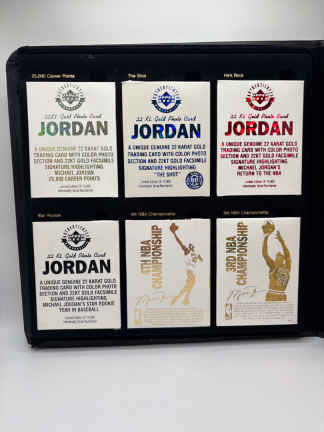 25,000 Career Points
The Shot
He's Back
22 Kt. Gold Photo Card
JORDAN
A UNIQUE GENUINE 22 KARAT GOLD
TRADING CARD WITH COLOR PHOTO
SECTION AND 22KT GOLD FACSIMILE
SIGNATURE HIGHLIGHTING
MICHAEL JORDAN'S
25,000 CAREER POINTS
22 Kt. Gold Photo Card
JORDAN
A UNIQUE GENUINE 22 KARAT GOLD
TRADING CARD WITH COLOR PHOTO
SECTION AND 22KT GOLD FACSIMILE
SIGNATURE HIGHLIGHTING
"THE SHOT"
22 Kt. Gold Photo Card
JORDAN
A UNIQUE GENUINE 22 KARAT GOLD
TRADING CARD WITH COLOR PHOTO
SECTION AND 22KT GOLD FACSIMILE
SIGNATURE HIGHLIGHTING
MICHAEL JORDAN'S
RETURN TO THE NBA
Star Rookie
4th NBA Championship
3rd NBA Championship
22 Kt. Gold Photo Card
JORDAN
A UNIQUE GENUINE 22 KARAT GOLD
TRADING CARD WITH COLOR PHOTO
SECTION AND 22KT GOLD FACSIMILE
SIGNATURE HIGHLIGHTING
MICHAEL JORDAN'S STAR ROOKIE
YEAR IN BASEBALL
4TH NBA
CHAMPIONSHIP
3RD NBA
CHAMPIONSHIP